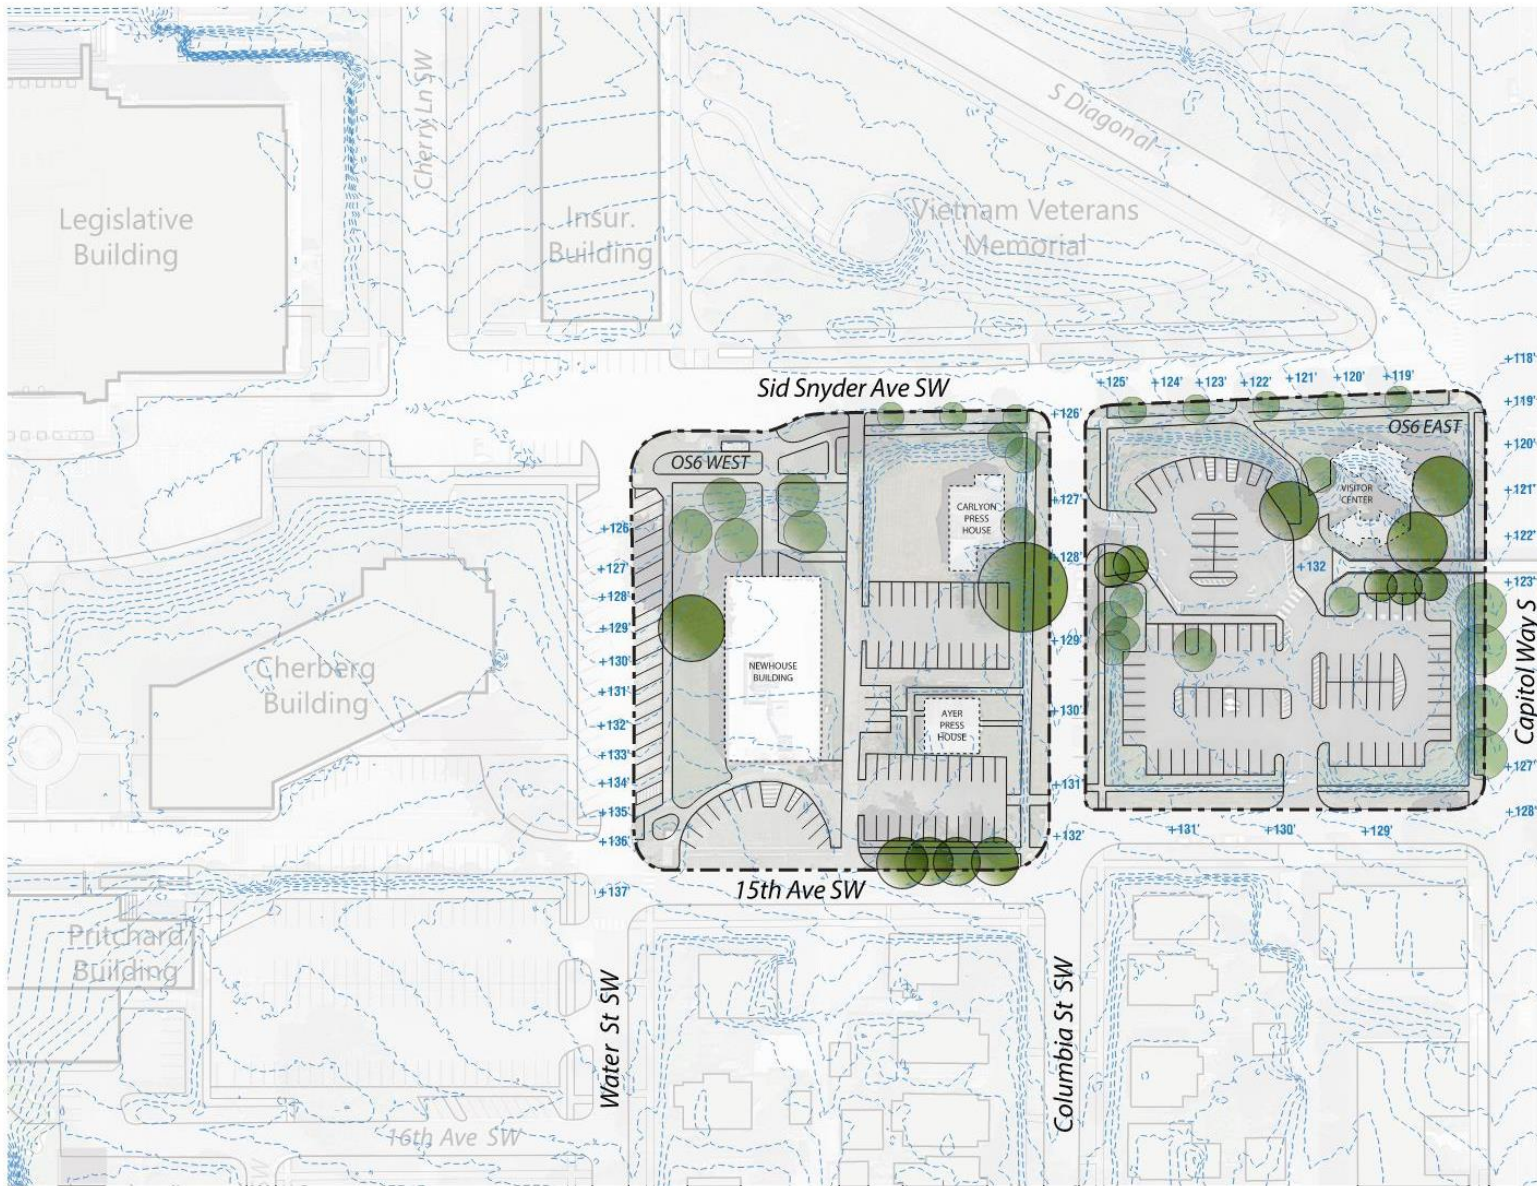 Cherry Ln SW
S Diagonal
Legislative
Building
Insur.
Building
Vietnam Veterans
Memorial
Sid Snyder Ave SW
+125'
+124'
+123'
+122'
+121'
+120'
+119'
+118'
+119'
+126'
OS6 WEST
OS6 EAST
+120'
VISITOR
CENTER
+121'
+127'
CARLYON
PRESS
HOUSE
+126
+122'
+127'
+128'
+132
+123'
+128'
+129'
+129'
+130'
Cherberg
Building
NEWHOUSE
BUILDING
+131'
AYER
PRESS
HOUSE
+130'
+132'
Capitol Way S
+133'
+127'
+134'
+131'
+135'
+128'
+136'
+132'
+131'
+130'
+129'
+137
15th Ave SW
Pritchard
Building
Water St SW
Columbia St SW
16th Ave SW
SW